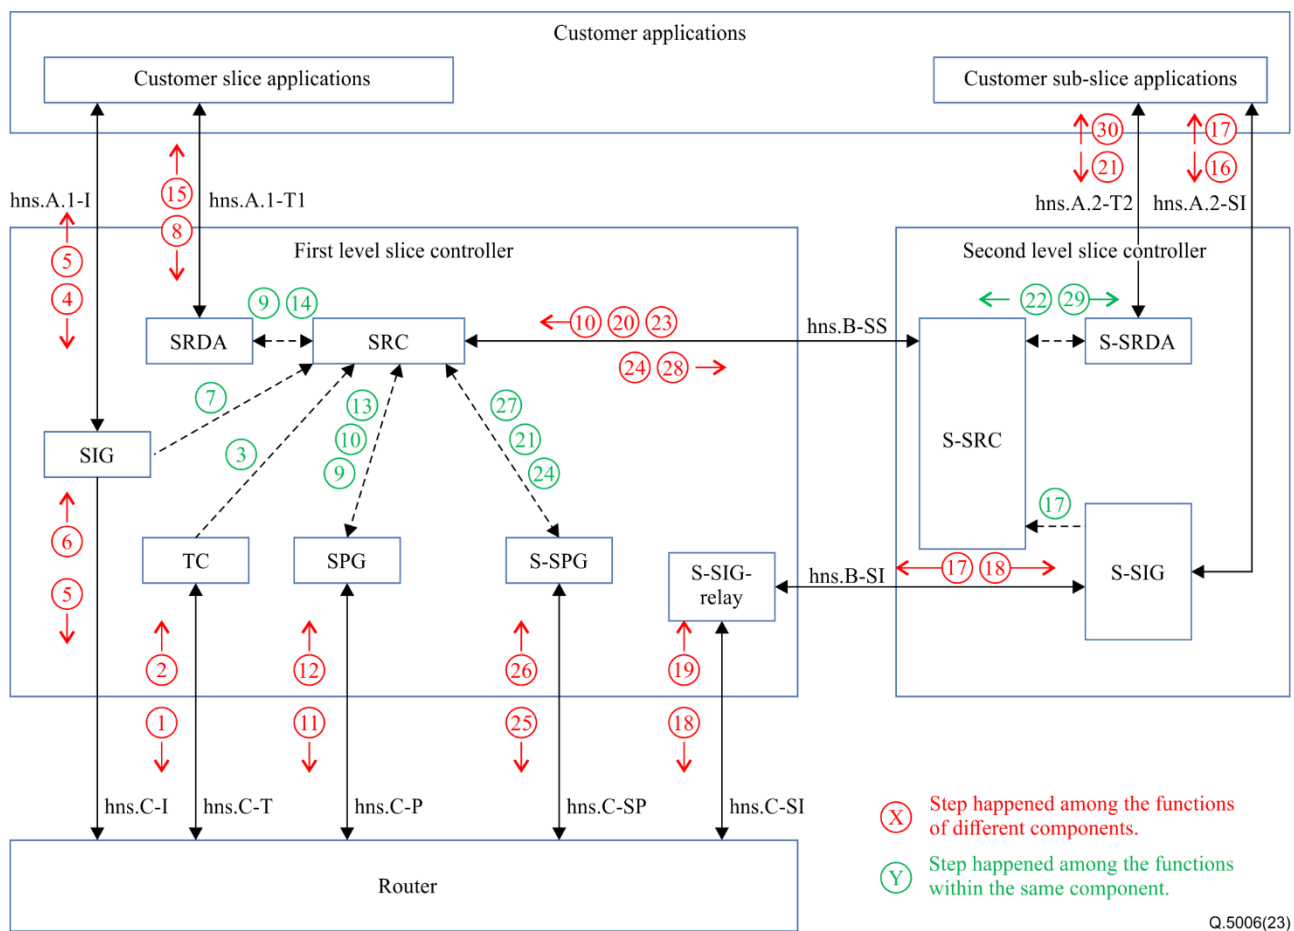 Customer applications
Customer slice applications
Customer sub-slice applications
30
17
21
16
15
hns.A.1-I
hns.A.1-T1
hns.A.2-T2
hns.A.2-SI
8
First level slice controller
Second level slice controller
5
4
9
14
22
29
10
20
23
hns.B-SS
SRDA
SRC
S-SRDA
24
28
7
13
27
10
21
3
9
24
SIG
S-SRC
17
6
TC
SPG
S-SPG
S-SIG-
relay
hns.B-SI
17
18
S-SIG
5
2
12
26
19
1
11
25
18
hns.C-I
hns.C-T
hns.C-P
hns.C-SP
hns.C-SI
X
Step happened among the functions
of different components.
Y
Step happened among the functions
within the same component.
Router
Q.5006(23)